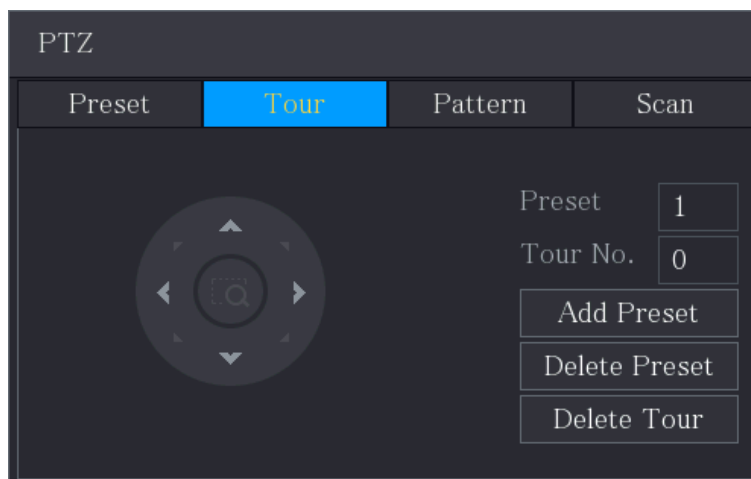 PTZ
Preset Tour Pattern Scan
Preset 1
Tour No. 0
Add Preset
Delete Preset
Delete Tour